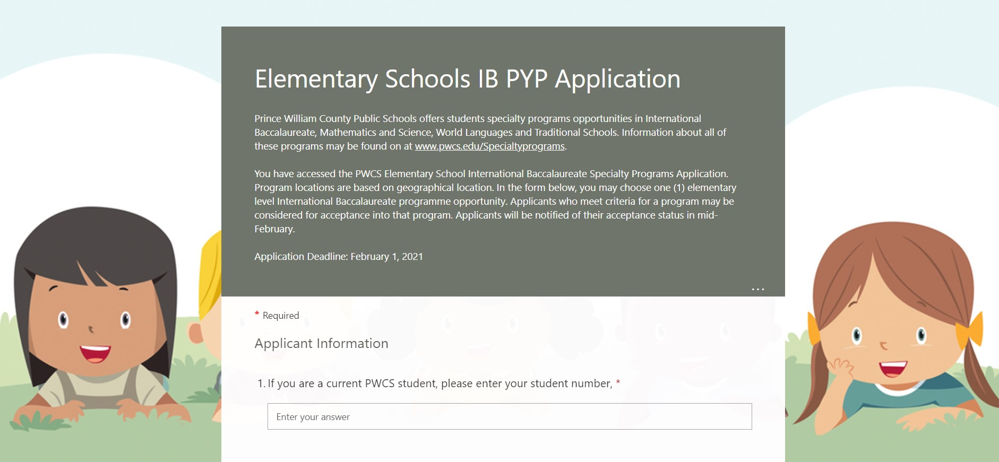 Elementary Schools IB PYP Application
Prince William County Public Schools offers students specialty programs opportunities in International
Baccalaureate, Mathematics and Science, World Languages and Traditional Schools. Information about all of
these programs may be found on at www.pwcs.edu/Specialtyprograms.
You have accessed the PWCS Elementary School International Baccalaureate Specialty Programs Application.
Program locations are based on geographical location. In the form below, you may choose one (1) elementary
level International Baccalaureate programme opportunity. Applicants who meet criteria for a program may be
considered for acceptance into that program. Applicants will be notified of their acceptance status in mid-
February.
Application Deadline: February 1, 2021
...
* Required
Applicant Information
1. If you are a current PWCS student, please enter your student number, *
Enter your answer